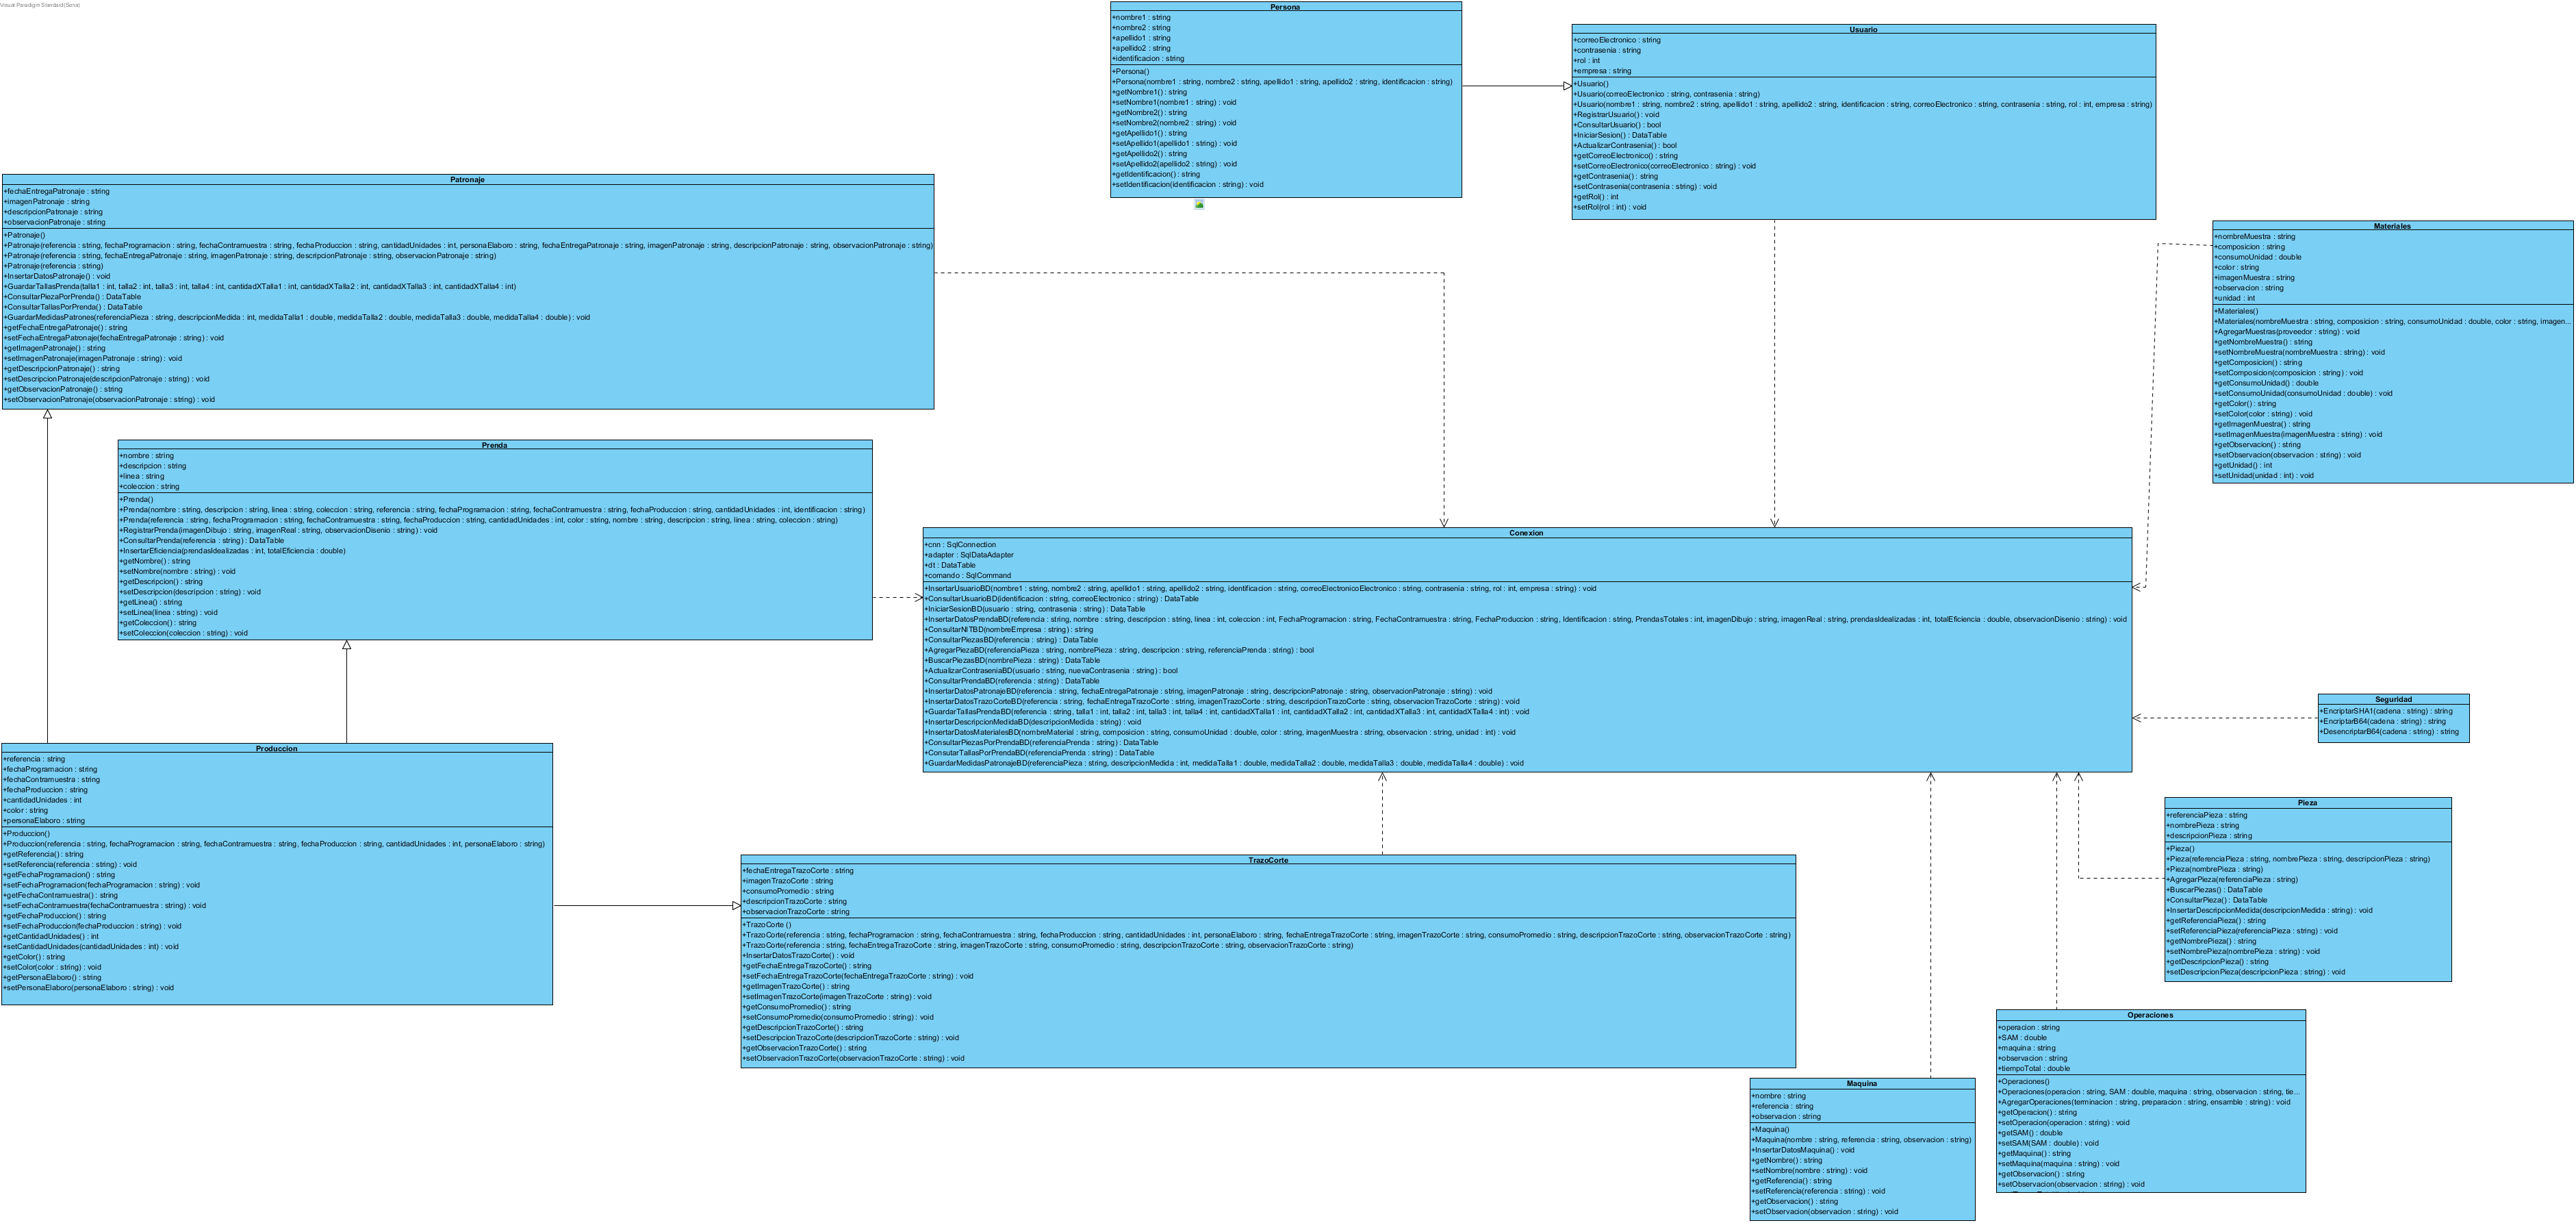 Visual Paradigm Standard(Sena)
Persona
+nombre1 : string
+nombre2 : string
+apellido1 : string
+apellido2 : string
+identificacion : string
+Persona()
+Persona(nombre1 : string, nombre2 : string, apellido1 : string, apellido2 : string, identificacion : string)
+getNombre1() : string
+setNombre1(nombre1 : string) : void
+getNombre2() : string
+setNombre2(nombre2 : string) : void
+getApellido1() : string
+setApellido1(apellido1 : string) : void
+getApellido2() : string
+setApellido2(apellido2 : string) : void
+getIdentificacion() : string
+setIdentificacion(identificacion : string) : void
Usuario
+correoElectronico : string
+contrasenia : string
+rol : int
+empresa : string
+Usuario()
+Usuario(correoElectronico : string, contrasenia : string)
+Usuario(nombre1 : string, nombre2 : string, apellido1 : string, apellido2 : string, identificacion : string, correoElectronico : string, contrasenia : string, rol : int, empresa : string)
+RegistrarUsuario() : void
+ConsultarUsuario() : bool
+IniciarSesion() : DataTable
+ActualizarContrasenia() : bool
+getCorreoElectronico() : string
+setCorreoElectronico(correoElectronico : string) : void
+getContrasenia() : string
+setContrasenia(contrasenia : string) : void
+getRol() : int
+setRol(rol : int) : void
Patronaje
+fechaEntregaPatronaje : string
+imagenPatronaje : string
+descripcionPatronaje : string
+observacionPatronaje : string
+Patronaje()
+Patronaje(referencia : string, fechaProgramacion : string, fechaContramuestra : string, fechaProduccion : string, cantidadUnidades : int, personaElaboro : string, fechaEntregaPatronaje : string, imagenPatronaje : string, descripcionPatronaje : string, observacionPatronaje : string)
+Patronaje(referencia : string, fechaEntregaPatronaje : string, imagenPatronaje : string, descripcionPatronaje : string, observacionPatronaje : string)
+Patronaje(referencia : string)
+InsertarDatosPatronaje() : void
+GuardarTallasPrenda(talla1 : int, talla2 : int, talla3 : int, talla4 : int, cantidadXTalla1 : int, cantidadXTalla2 : int, cantidadXTalla3 : int, cantidadXTalla4 : int)
+ConsultarPiezaPorPrenda() : DataTable
+ConsultarTallasPorPrenda() : DataTable
+GuardarMedidasPatrones(referenciaPieza : string, descripcionMedida : int, medidaTalla1 : double, medidaTalla2 : double, medidaTalla3 : double, medidaTalla4 : double) : void
+getFechaEntregaPatronaje() : string
+setFechaEntregaPatronaje(fechaEntregaPatronaje : string) : void
+getImagenPatronaje() : string
+setImagenPatronaje(imagenPatronaje : string) : void
+getDescripcionPatronaje() : string
+setDescripcionPatronaje(descripcionPatronaje : string) : void
+getObservacionPatronaje() : string
+setObservacionPatronaje(observacionPatronaje : string) : void
Materiales
+nombreMuestra : string
+composicion : string
+consumoUnidad : double
+color : string
+imagenMuestra : string
+observacion : string
+unidad : int
+Materiales()
+Materiales(nombreMuestra : string, composicion : string, consumoUnidad : double, color : string, imagen...
+AgregarMuestras(proveedor : string) : void
+getNombreMuestra() : string
+setNombreMuestra(nombreMuestra : string) : void
+getComposicion() : string
+setComposicion(composicion : string) : void
+getConsumoUnidad() : double
+setConsumoUnidad(consumoUnidad : double) : void
+getColor() : string
+setColor(color : string) : void
+getImagenMuestra() : string
+setImagenMuestra(imagenMuestra : string) : void
+getObservacion() : string
+setObservacion(observacion : string) : void
+getUnidad() : int
+setUnidad(unidad : int) : void
Prenda
+nombre : string
+descripcion : string
+linea : string
+coleccion : string
+Prenda()
+Prenda(nombre : string, descripcion : string, linea : string, coleccion : string, referencia : string, fechaProgramacion : string, fechaContramuestra : string, fechaProduccion : string, cantidadUnidades : int, identificacion : string)
+Prenda(referencia : string, fechaProgramacion : string, fechaContramuestra : string, fechaProduccion : string, cantidadUnidades : int, color : string, nombre : string, descripcion : string, linea : string, coleccion : string)
+RegistrarPrenda(imagenDibujo : string, imagenReal : string, observacionDisenio : string) : void
+ConsultarPrenda(referencia : string) : DataTable
+InsertarEficiencia(prendasIdealizadas : int, totalEficiencia : double)
+getNombre() : string
+setNombre(nombre : string) : void
+getDescripcion() : string
+setDescripcion(descripcion : string) : void
+getLinea() : string
+setLinea(linea : string) : void
+getColeccion() : string
+setColeccion(coleccion : string) : void
Conexion
+cnn : SqlConnection
+adapter : SqlDataAdapter
+dt : DataTable
+comando : SqlCommand
+InsertarUsuarioBD(nombre1 : string, nombre2 : string, apellido1 : string, apellido2 : string, identificacion : string, correoElectronicoElectronico : string, contrasenia : string, rol : int, empresa : string) : void
+ConsultarUsuarioBD(identificacion : string, correoElectronico : string) : DataTable
+IniciarSesionBD(usuario : string, contrasenia : string) : DataTable
+InsertarDatosPrendaBD(referencia : string, nombre : string, descripcion : string, linea : int, coleccion : int, FechaProgramacion : string, FechaContramuestra : string, FechaProduccion : string, Identificacion : string, PrendasTotales : int, imagenDibujo : string, imagenReal : string, prendasIdealizadas : int, totalEficiencia : double, observacionDisenio : string) : void
+ConsultarNITBD(nombreEmpresa : string) : string
+ConsultarPiezasBD(referencia : string) : DataTable
+AgregarPiezaBD(referenciaPieza : string, nombrePieza : string, descripcion : string, referenciaPrenda : string) : bool
+BuscarPiezasBD(nombrePieza : string) : DataTable
+ActualizarContraseniaBD(usuario : string, nuevaContrasenia : string) : bool
+ConsultarPrendaBD(referencia : string) : DataTable
+InsertarDatosPatronajeBD(referencia : string, fechaEntregaPatronaje : string, imagenPatronaje : string, descripcionPatronaje : string, observacionPatronaje : string) : void
+InsertarDatosTrazoCorteBD(referencia : string, fechaEntregaTrazoCorte : string, imagenTrazoCorte : string, descripcionTrazoCorte : string, observacionTrazoCorte : string) : void
+GuardarTallasPrendaBD(referencia : string, talla1 : int, talla2 : int, talla3 : int, talla4 : int, cantidadXTalla1 : int, cantidadXTalla2 : int, cantidadXTalla3 : int, cantidadXTalla4 : int) : void
+InsertarDescripcionMedidaBD(descripcionMedida : string) : void
+InsertarDatosMaterialesBD(nombreMaterial : string, composicion : string, consumoUnidad : double, color : string, imagenMuestra : string, observacion : string, unidad : int) : void
+ConsultarPiezasPorPrendaBD(referenciaPrenda : string) : DataTable
+ConsutarTallasPorPrendaBD(referenciaPrenda : string) : DataTable
+GuardarMedidasPatronajeBD(referenciaPieza : string, descripcionMedida : int, medidaTalla1 : double, medidaTalla2 : double, medidaTalla3 : double, medidaTalla4 : double) : void
Seguridad
+EncriptarSHA1(cadena : string) : string
+EncriptarB64(cadena : string) : string
+DesencriptarB64(cadena : string) : string
Produccion
+referencia : string
+fechaProgramacion : string
+fechaContramuestra : string
+fechaProduccion : string
+cantidadUnidades : int
+color : string
+personaElaboro : string
+Produccion()
+Produccion(referencia : string, fechaProgramacion : string, fechaContramuestra : string, fechaProduccion : string, cantidadUnidades : int, personaElaboro : string)
+getReferencia() : string
+setReferencia(referencia : string) : void
+getFechaProgramacion() : string
+setFechaProgramacion(fechaProgramacion : string) : void
+getFechaContramuestra() : string
+setFechaContramuestra(fechaContramuestra : string) : void
+getFechaProduccion() : string
+setFechaProduccion(fechaProduccion : string) : void
+getCantidadUnidades() : int
+setCantidadUnidades(cantidadUnidades : int) : void
+getColor() : string
+setColor(color : string) : void
+getPersonaElaboro() : string
+setPersonaElaboro(personaElaboro : string) : void
TrazoCorte
+fechaEntregaTrazoCorte : string
+imagenTrazoCorte : string
+consumoPromedio : string
+descripcionTrazoCorte : string
+observacionTrazoCorte : string
+TrazoCorte ()
+TrazoCorte(referencia : string, fechaProgramacion : string, fechaContramuestra : string, fechaProduccion : string, cantidadUnidades : int, personaElaboro : string, fechaEntregaTrazoCorte : string, imagenTrazoCorte : string, consumoPromedio : string, descripcionTrazoCorte : string, observacionTrazoCorte : string)
+TrazoCorte(referencia : string, fechaEntregaTrazoCorte : string, imagenTrazoCorte : string, consumoPromedio : string, descripcionTrazoCorte : string, observacionTrazoCorte : string)
+InsertarDatosTrazoCorte() : void
+getFechaEntregaTrazoCorte() : string
+setFechaEntregaTrazoCorte(fechaEntregaTrazoCorte : string) : void
+getImagenTrazoCorte() : string
+setImagenTrazoCorte(imagenTrazoCorte : string) : void
+getConsumoPromedio() : string
+setConsumoPromedio(consumoPromedio : string) : void
+getDescripcionTrazoCorte() : string
+setDescripcionTrazoCorte(descripcionTrazoCorte : string) : void
+getObservacionTrazoCorte() : string
+setObservacionTrazoCorte(observacionTrazoCorte : string) : void
Pieza
+referenciaPieza : string
+nombrePieza : string
+descripcionPieza : string
+Pieza()
+Pieza(referenciaPieza : string, nombrePieza : string, descripcionPieza : string)
+Pieza(nombrePieza : string)
+AgregarPieza(referenciaPieza : string)
+BuscarPiezas() : DataTable
+ConsultarPieza() : DataTable
+InsertarDescripcionMedida(descripcionMedida : string) : void
+getReferenciaPieza() : string
+setReferenciaPieza(referenciaPieza : string) : void
+getNombrePieza() : string
+setNombrePieza(nombrePieza : string) : void
+getDescripcionPieza() : string
+setDescripcionPieza(descripcionPieza : string) : void
Operaciones
+operacion : string
+SAM : double
+maquina : string
+observacion : string
+tiempoTotal : double
+Operaciones()
+Operaciones(operacion : string, SAM : double, maquina : string, observacion : string, tie...
+AgregarOperaciones(terminacion : string, preparacion : string, ensamble : string) : void
+getOperacion() : string
+setOperacion(operacion : string) : void
+getSAM() : double
+setSAM(SAM : double) : void
+getMaquina() : string
+setMaquina(maquina : string) : void
+getObservacion() : string
+setObservacion(observacion : string) : void
Maquina
+nombre : string
+referencia : string
+observacion : string
+Maquina()
+Maquina(nombre : string, referencia : string, observacion : string)
+InsertarDatosMaquina() : void
+getNombre() : string
+setNombre(nombre : string) : void
+getReferencia() : string
+setReferencia(referencia : string) : void
+getObservacion() : string
+setObservacion(observacion : string) : void